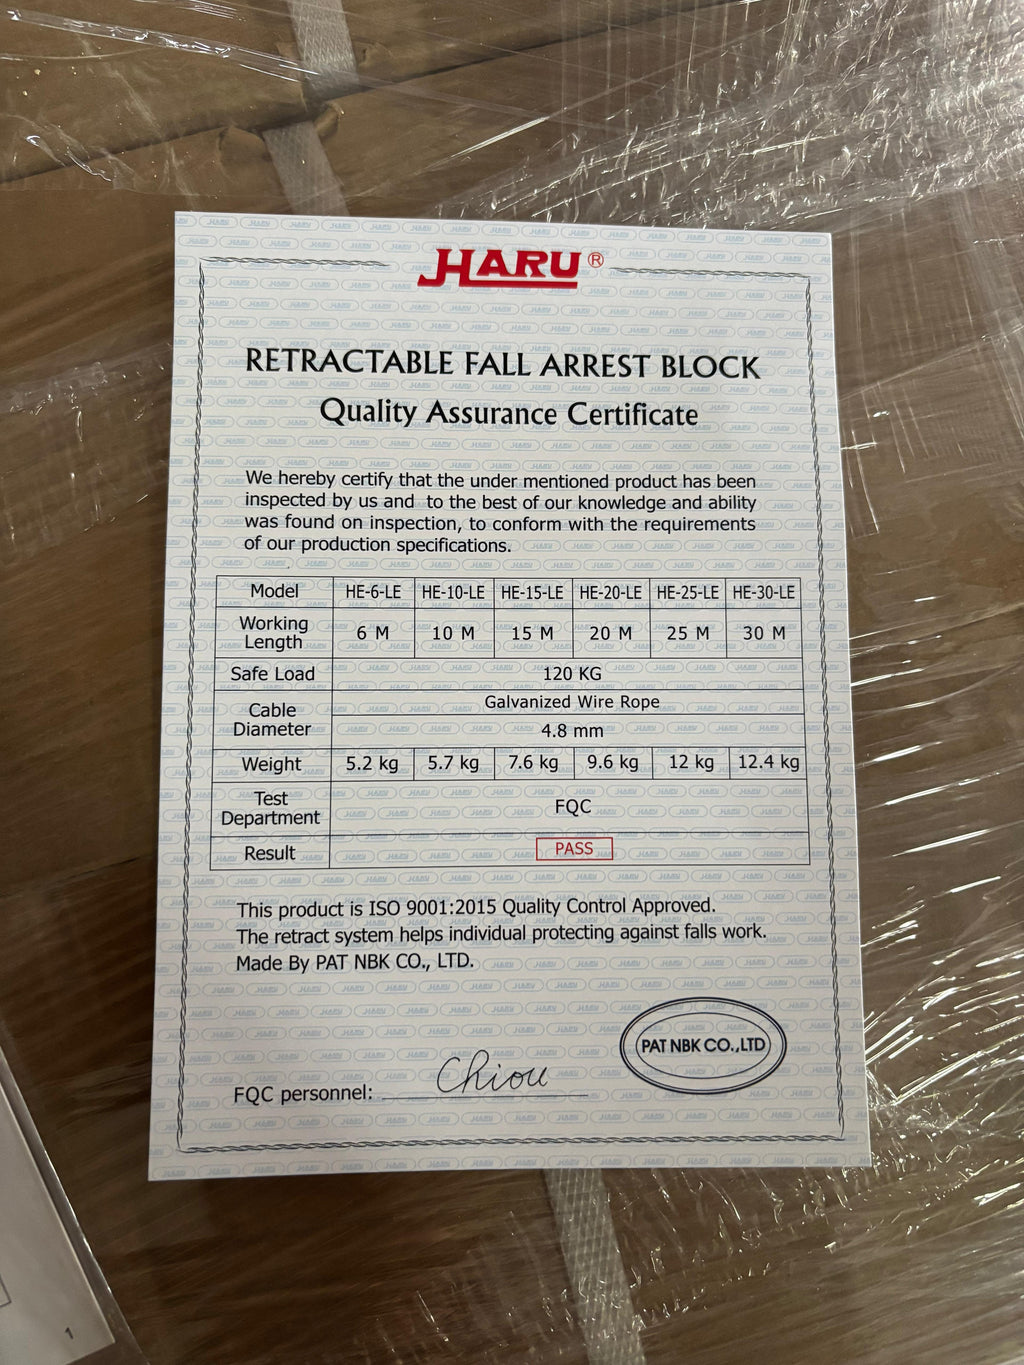 HARU®
RETRACTABLE FALL ARREST BLOCK
Quality Assurance Certificate
We hereby certify that the under mentioned product has been
inspected by us and to the best of our knowledge and ability
was found on inspection, to conform with the requirements
of our production specifications.
Model HE-6-LE HE-10-LE HE-15-LE HE-20-LE HE-25-LE HE-30-LE
Working Length 6 M 10 M 15 M 20 M 25 M 30 M
Safe Load 120 KG
Cable Diameter Galvanized Wire Rope
4.8 mm
Weight 5.2 kg 5.7 kg 7.6 kg 9.6 kg 12 kg 12.4 kg
Test Department FQC
Result PASS
This product is ISO 9001:2015 Quality Control Approved.
The retract system helps individual protecting against falls work.
Made By PAT NBK CO., LTD.
PAT NBK CO.,LTD
FQC personnel: Chiou
1